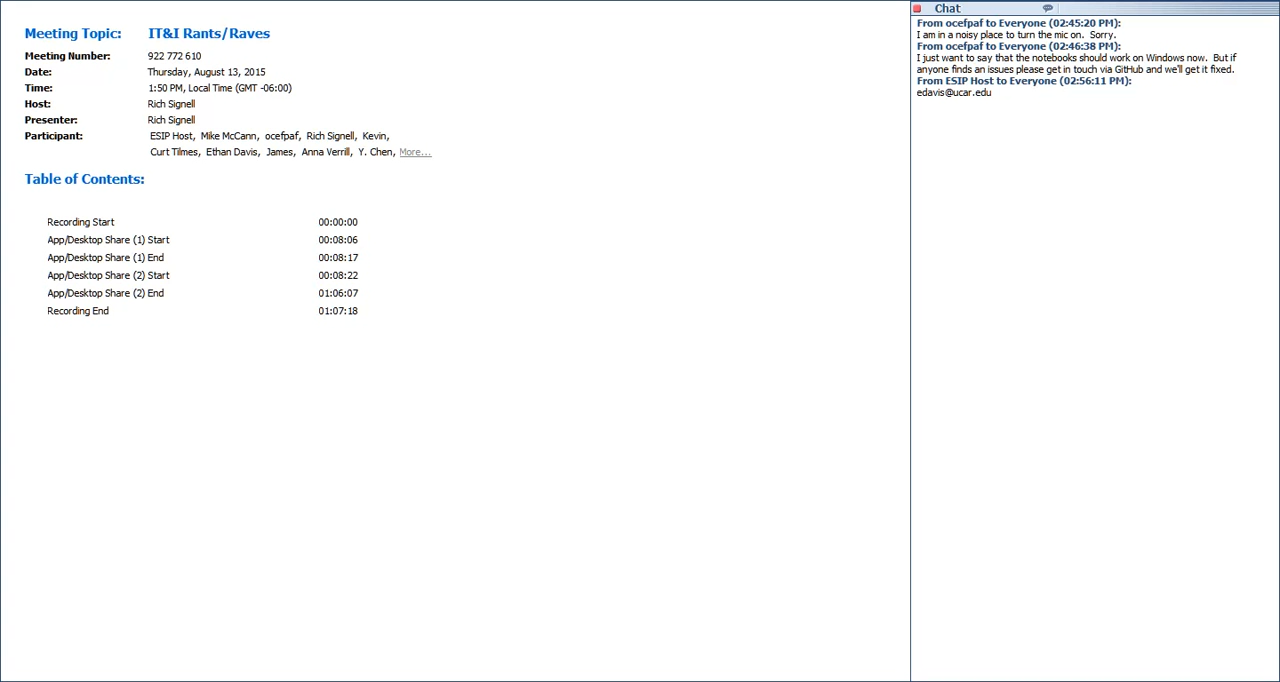 Meeting Topic: IT&I Rants/Raves
Meeting Number: 922 772 610
Date: Thursday, August 13, 2015
Time: 1:50 PM, Local Time (GMT -06:00)
Host: Rich Signell
Presenter: Rich Signell
Participant: ESIP Host, Mike McCann, ocefpaf, Rich Signell, Kevin,
Curt Tilmes, Ethan Davis, James, Anna Verrill, Y. Chen, More...
Table of Contents:
Recording Start 00:00:00
App/Desktop Share (1) Start 00:08:06
App/Desktop Share (1) End 00:08:17
App/Desktop Share (2) Start 00:08:22
App/Desktop Share (2) End 01:06:07
Recording End 01:07:18
Chat
From ocefpaf to Everyone (02:45:20 PM):
I am in a noisy place to turn the mic on. Sorry.
From ocefpaf to Everyone (02:46:38 PM):
I just want to say that the notebooks should work on Windows now. But if
anyone finds an issues please get in touch via GitHub and we'll get it fixed.
From ESIP Host to Everyone (02:56:11 PM):
edavis@ucar.edu